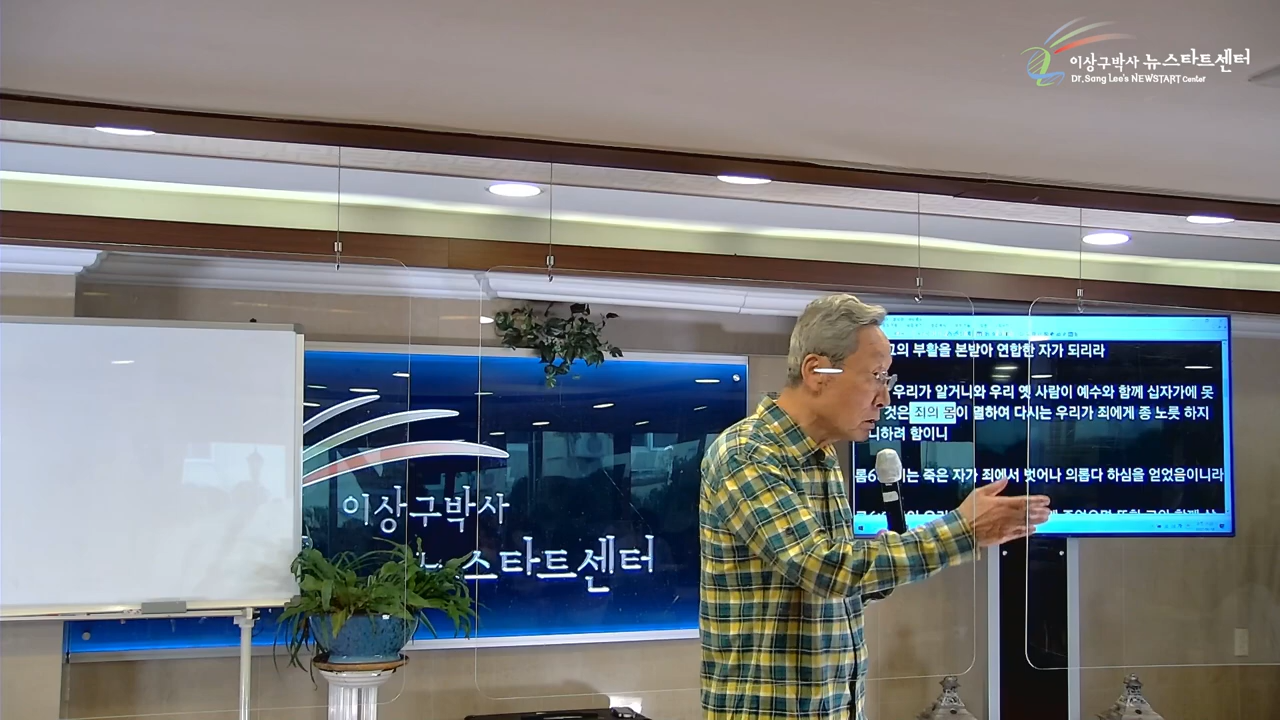 이상구박사 뉴스타트센터
Dr. Sang Lee's NEWSTART Center
그의 부활을 본받아 연합한 자가 되리라
우리가 알거니와 우리 옛 사람이 예수와 함께 십자가에 못
것은 죄의 몸이 멸하여 다시는 우리가 죄에게 종 노릇 하지
니하려 함이니
롬6 는 죽은 자가 죄에서 벗어나 의롭다 하심을 얻었음이니라
이상구박사
뉴스타트센터